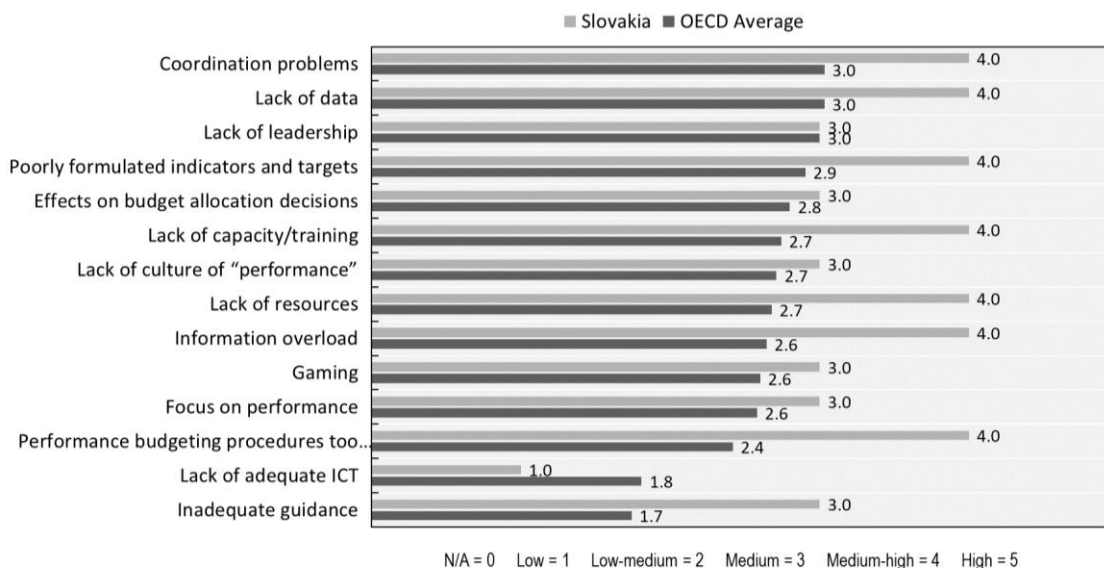 Slovakia OECD Average
Coordination problems 4.0
3.0
Lack of data 4.0
3.0
Lack of leadership 3.0
3.0
Poorly formulated indicators and targets 4.0
2.9
Effects on budget allocation decisions 3.0
2.8
Lack of capacity/training 4.0
2.7
Lack of culture of “performance” 3.0
2.7
Lack of resources 4.0
2.7
Information overload 4.0
2.6
Gaming 3.0
2.6
Focus on performance 3.0
2.6
Performance budgeting procedures too… 4.0
2.4
Lack of adequate ICT 1.0
1.8
Inadequate guidance 3.0
1.7
N/A = 0 Low = 1 Low-medium = 2 Medium = 3 Medium-high = 4 High = 5